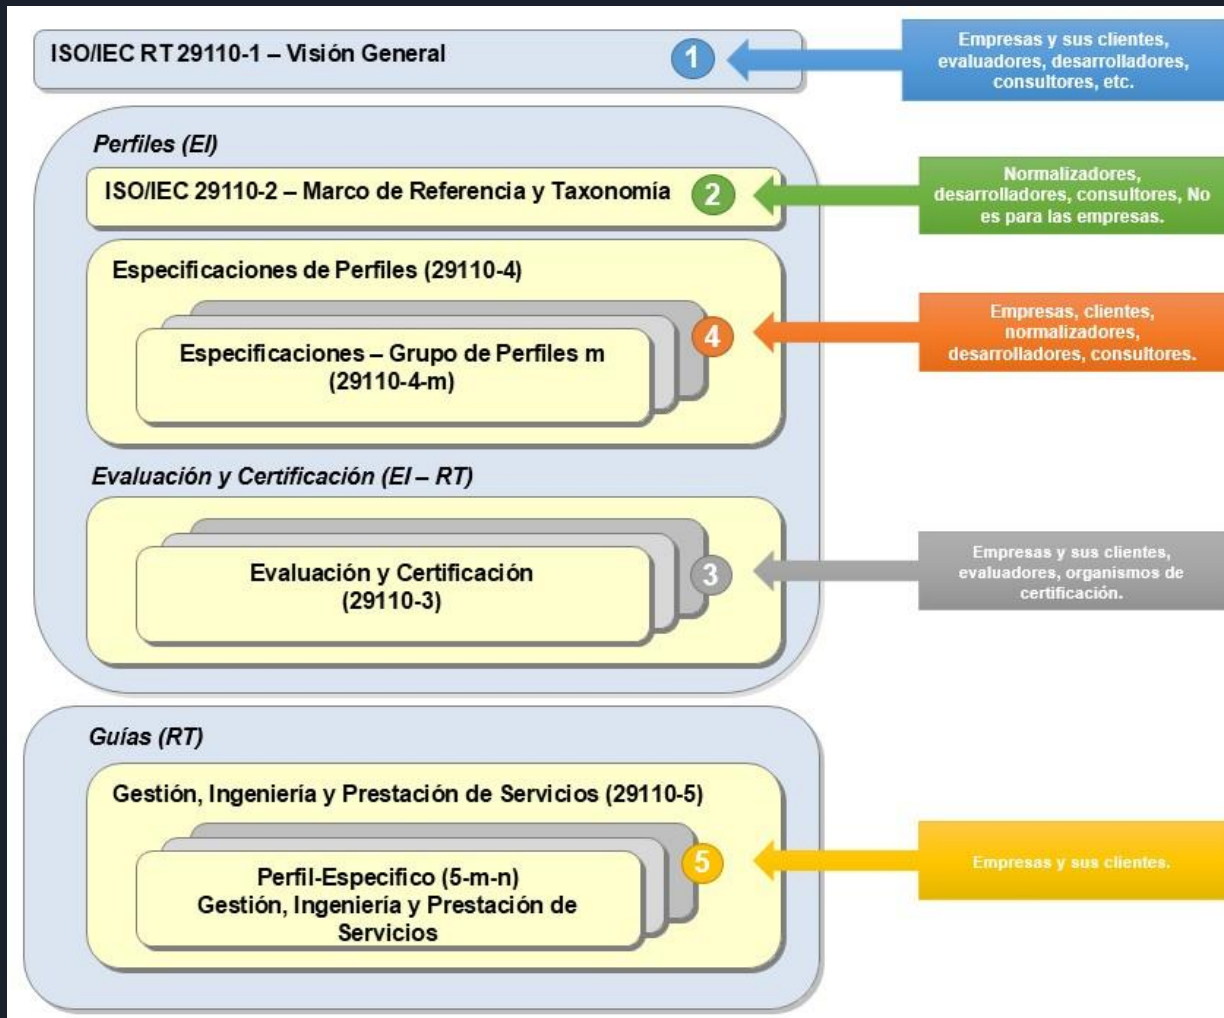 ISO/IEC RT 29110-1 – Visión General
1
Empresas y sus clientes,
evaluadores, desarrolladores,
consultores, etc.
Perfiles (EI)
ISO/IEC 29110-2 – Marco de Referencia y Taxonomía
2
Normalizadores,
desarrolladores, consultores, No
es para las empresas.
Especificaciones de Perfiles (29110-4)
Especificaciones – Grupo de Perfiles m
(29110-4-m)
4
Empresas, clientes,
normalizadores,
desarrolladores, consultores.
Evaluación y Certificación (EI – RT)
Evaluación y Certificación
(29110-3)
3
Empresas y sus clientes,
evaluadores, organismos de
certificación.
Guías (RT)
Gestión, Ingeniería y Prestación de Servicios (29110-5)
Perfil-Especifico (5-m-n)
Gestión, Ingeniería y Prestación de
Servicios
5
Empresas y sus clientes.